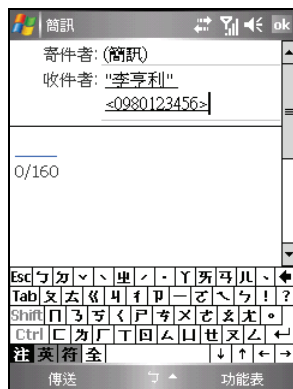 簡訊 ok
寄件者: (簡訊)
收件者: "李亨利"
<0980123456>
0/160
Esc ㄅ ㄉ ˇ ˋ ㄓ ˊ ˙ ㄚ ㄞ ㄢ ㄦ 、
Tab ㄆ ㄊ ㄍ ㄐ ㄔ ㄗ ㄧ ㄛ ㄟ ㄣ ! ?
Shift ㄇ ㄋ ㄎ ㄑ ㄕ ㄘ ㄨ ㄜ ㄠ ㄤ 。
Ctrl ㄈ ㄌ ㄏ ㄒ ㄖ ㄙ ㄩ ㄝ ㄡ ㄥ ↵
注 英 符 全 ↓ ↑ ← →
傳送 ㄅ 功能表